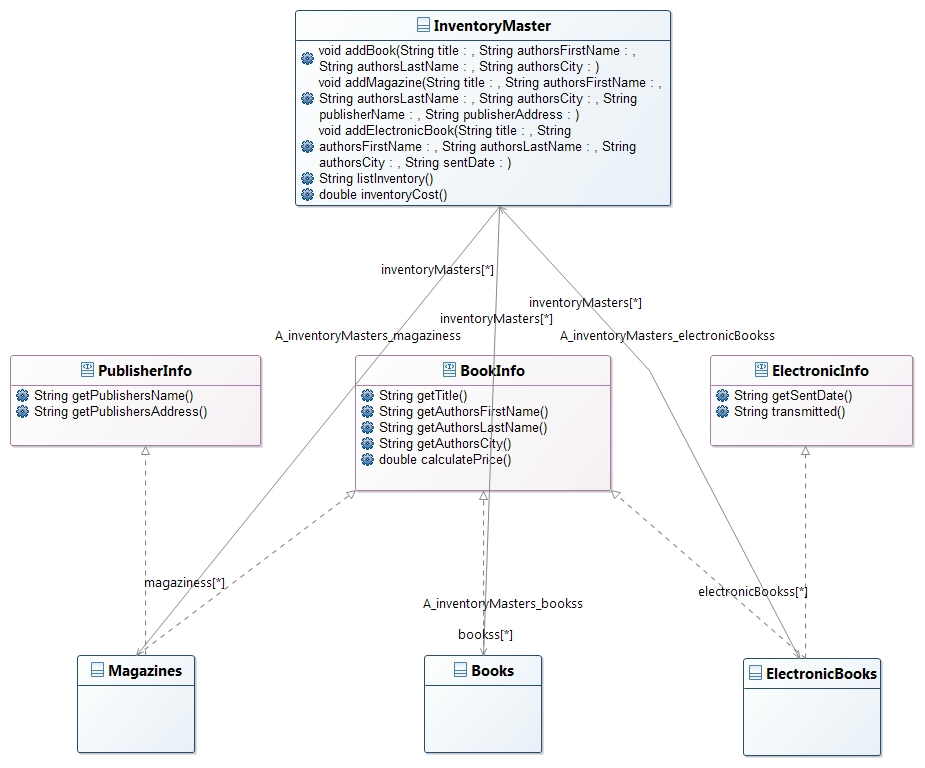 InventoryMaster
void addBook(String title : , String authorsFirstName : ,
String authorsLastName : , String authorsCity : )
void addMagazine(String title : , String authorsFirstName : ,
String authorsLastName : , String authorsCity : , String
publisherName : , String publisherAddress : )
void addElectronicBook(String title : , String
authorsFirstName : , String authorsLastName : , String
authorsCity : , String sentDate : )
String listInventory()
double inventoryCost()
inventoryMasters[*]
inventoryMasters[*]
inventoryMasters[*]
A_inventoryMasters_magaziness
A_inventoryMasters_electronicBookss
PublisherInfo
String getPublishersName()
String getPublishersAddress()
BookInfo
String getTitle()
String getAuthorsFirstName()
String getAuthorsLastName()
String getAuthorsCity()
double calculatePrice()
ElectronicInfo
String getSentDate()
String transmitted()
magaziness[*]
electronicBookss[*]
A_inventoryMasters_bookss
bookss[*]
Magazines
Books
ElectronicBooks